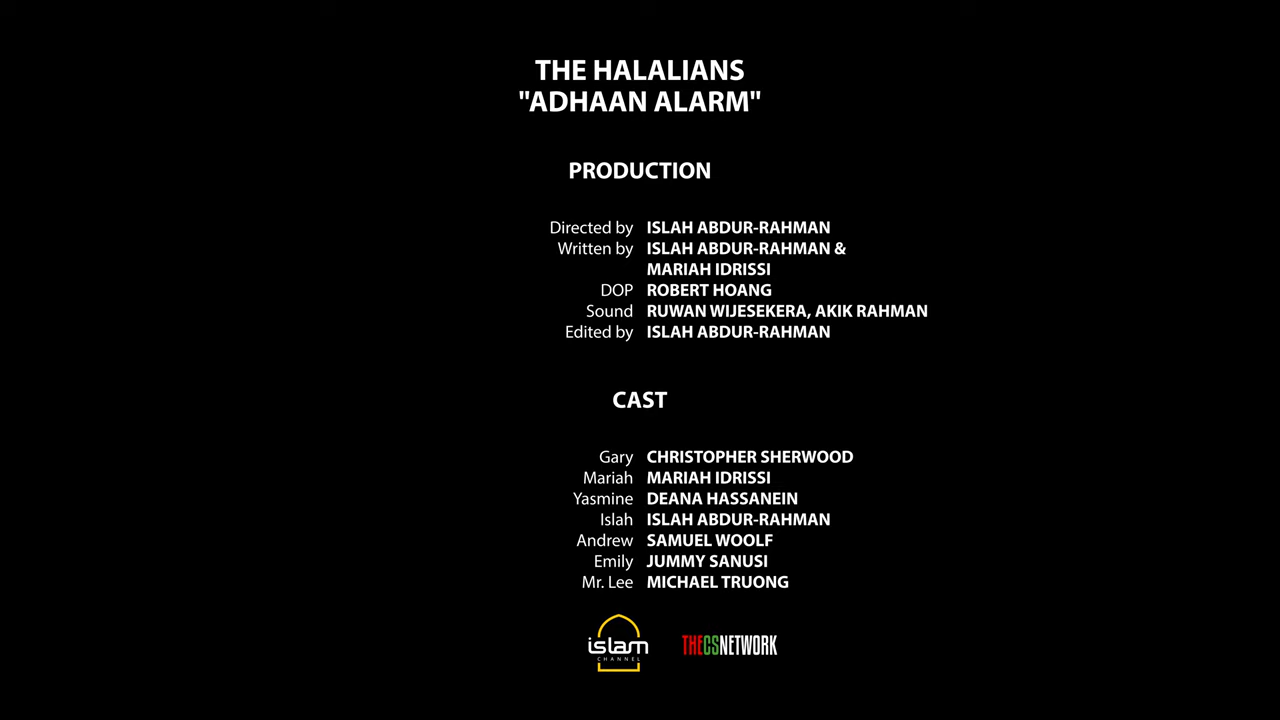 THE HALALIANS
"ADHAAN ALARM"
PRODUCTION
Directed by ISLAH ABDUR-RAHMAN
Written by ISLAH ABDUR-RAHMAN &
MARIAH IDRISSI
DOP ROBERT HOANG
Sound RUWAN WIJESEKERA, AKIK RAHMAN
Edited by ISLAH ABDUR-RAHMAN
CAST
Gary CHRISTOPHER SHERWOOD
Mariah MARIAH IDRISSI
Yasmine DEANA HASSANEIN
Islah ISLAH ABDUR-RAHMAN
Andrew SAMUEL WOOLF
Emily JUMMY SANUSI
Mr. Lee MICHAEL TRUONG
islam THECSNETWORK
CHANNEL